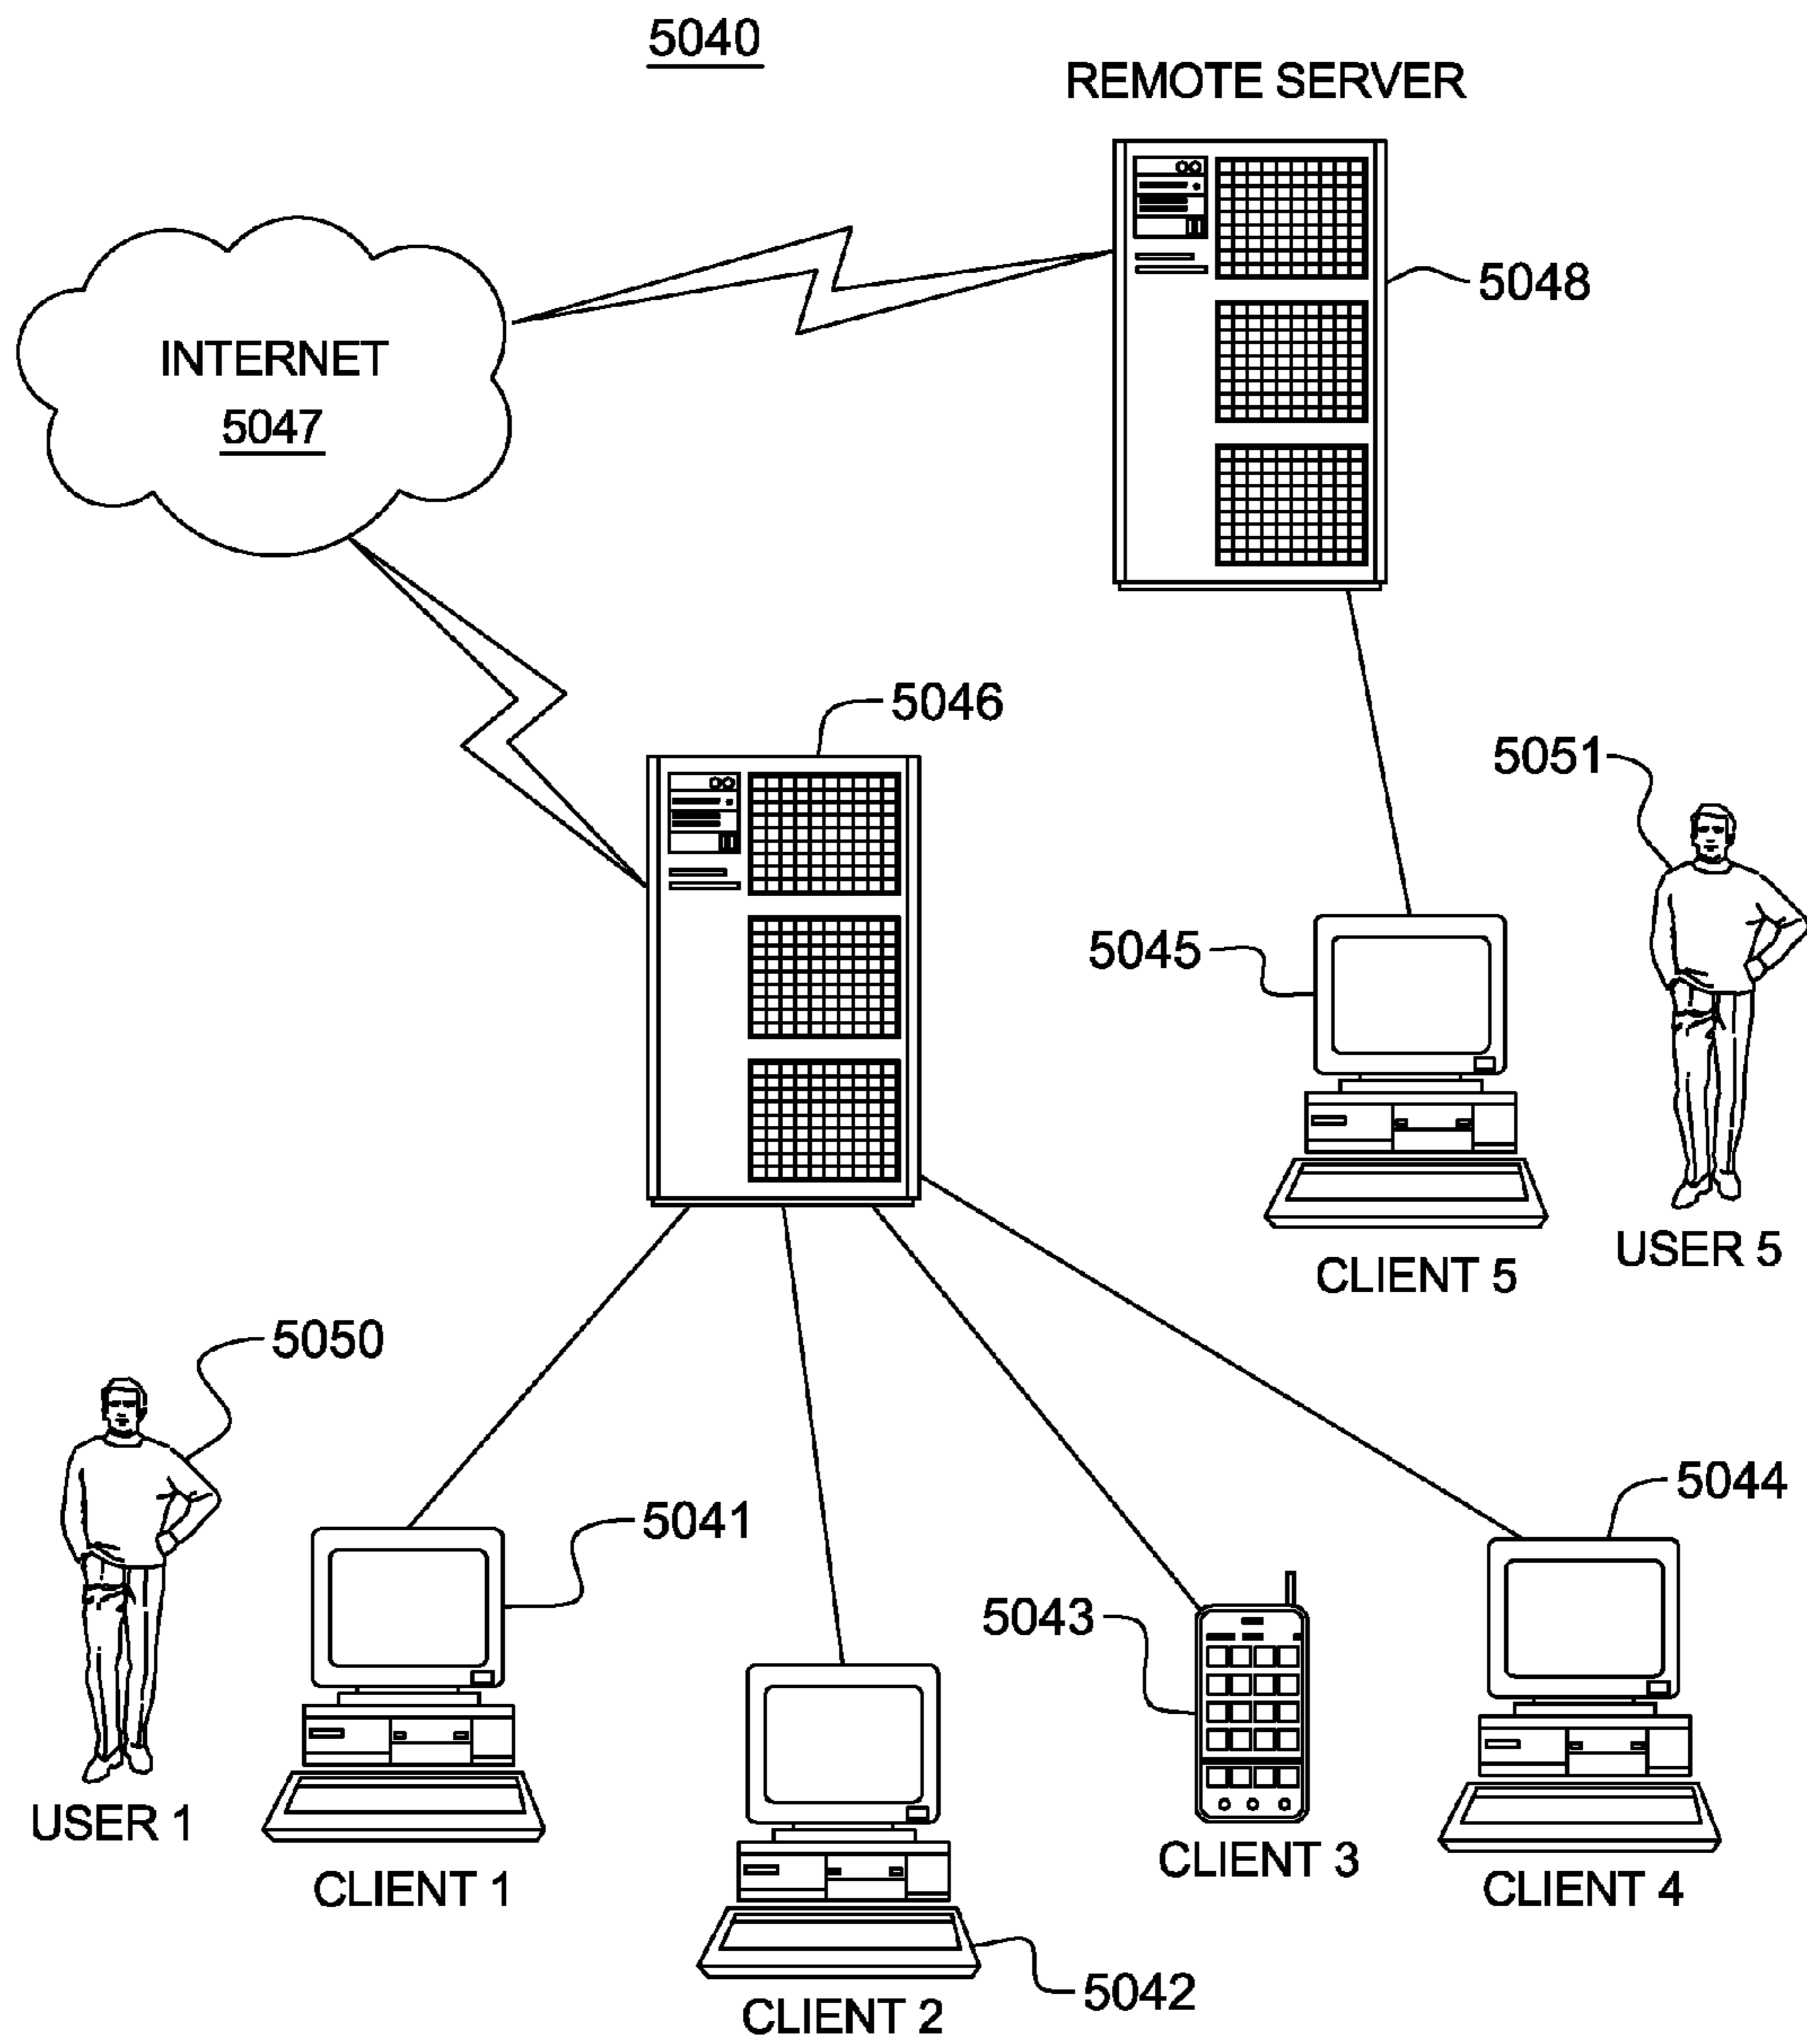 5040
REMOTE SERVER
5048
INTERNET
5047
5046
5051
5045
USER 5
CLIENT 5
5050
5041
5044
5043
USER 1
CLIENT 1
CLIENT 3
CLIENT 4
5042
CLIENT 2